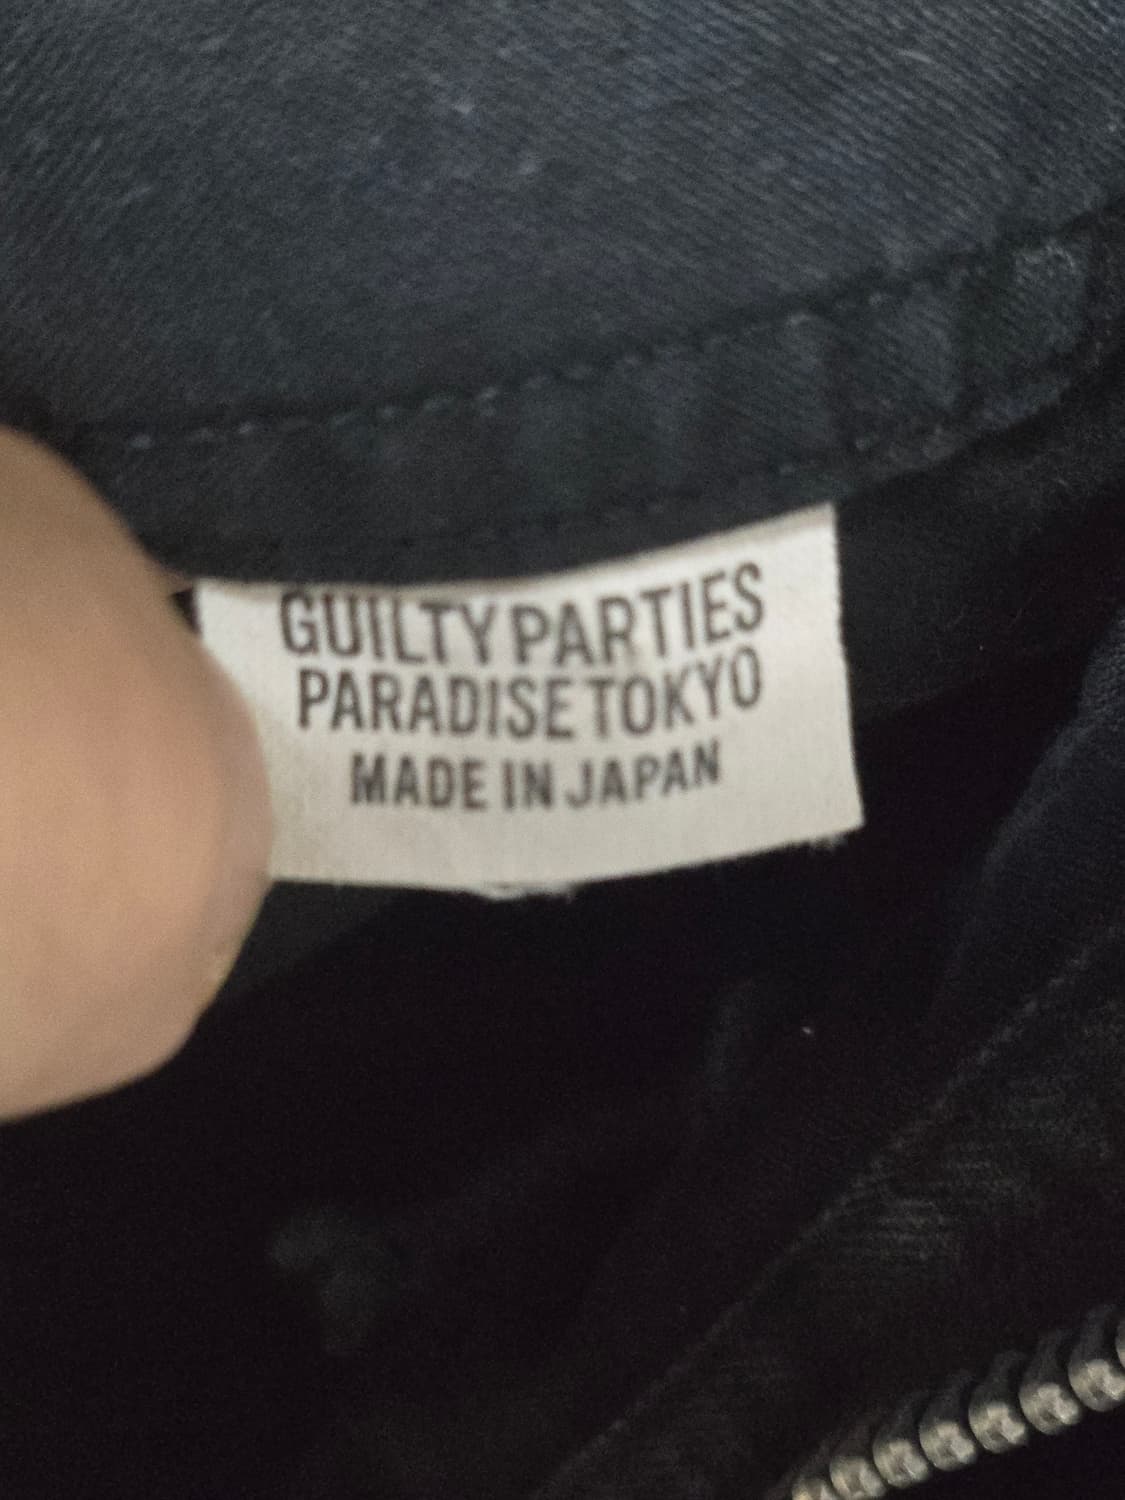 GUILTY PARTIES
PARADISE TOKYO
MADE IN JAPAN